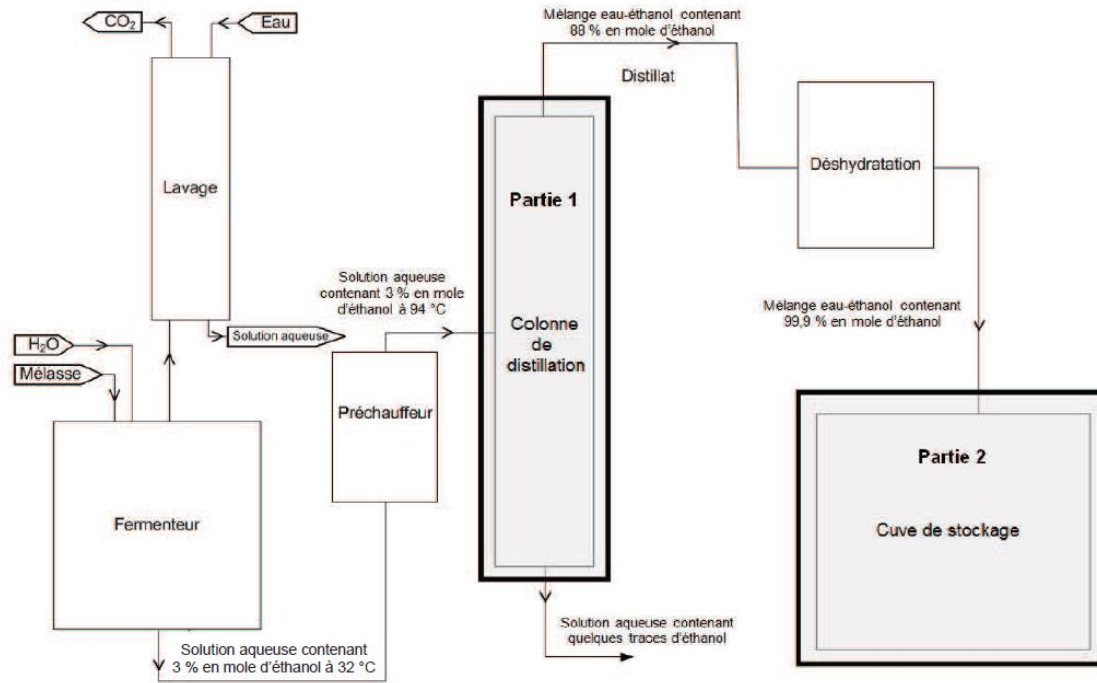 CO₂
Eau
Lavage
Solution aqueuse
H₂O
Mélasse
Fermenteur
Solution aqueuse contenant
3 % en mole d'éthanol à 32 °C
Préchauffeur
Solution aqueuse
contenant 3 % en mole
d'éthanol à 94 °C
Partie 1
Colonne
de
distillation
Solution aqueuse contenant
quelques traces d'éthanol
Mélange eau-éthanol contenant
88 % en mole d'éthanol
Distillat
Déshydratation
Mélange eau-éthanol contenant
99,9 % en mole d'éthanol
Partie 2
Cuve de stockage